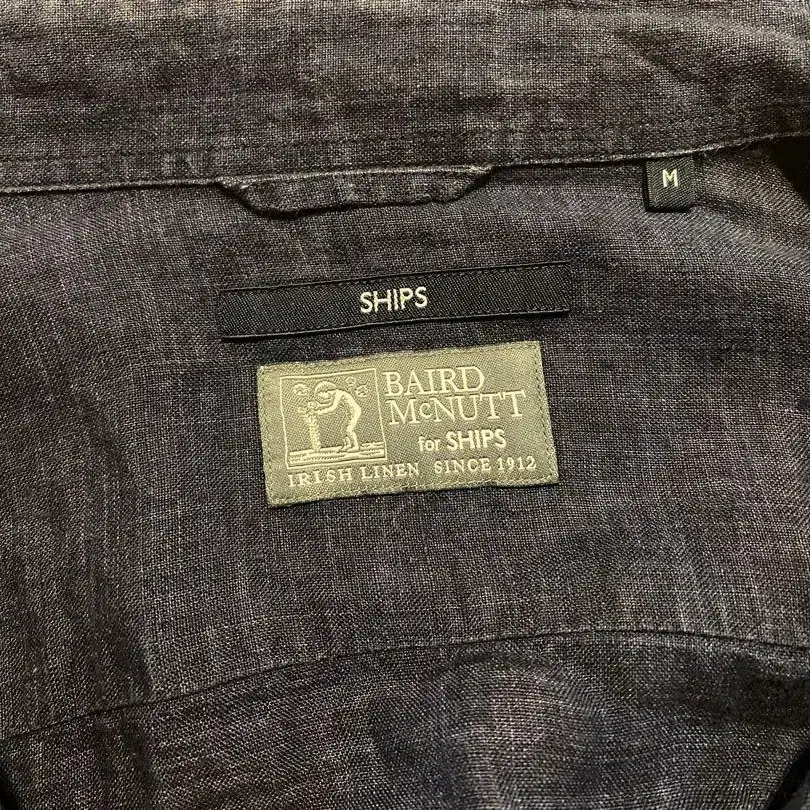 M
SHIPS
BAIRD
McNUTT
for SHIPS
IRISH LINEN SINCE 1912